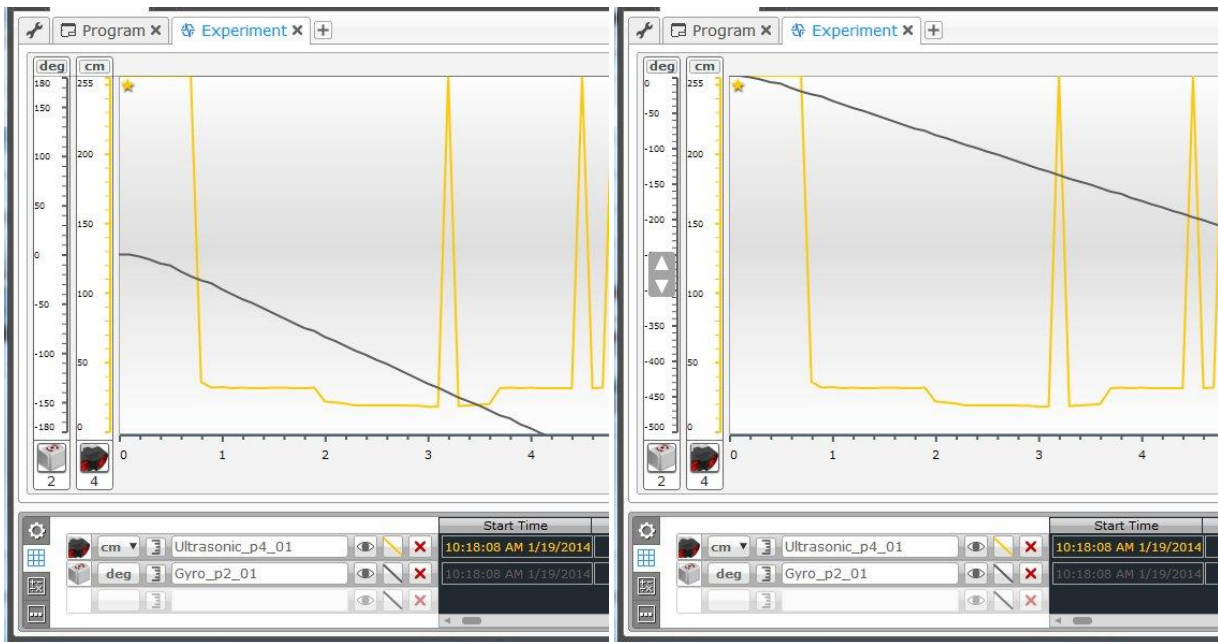 Program × Experiment × +
deg cm
180 255
150
100 200
50 150
0
-50 100
-100 50
-150
-180 0
0 1 2 3 4
2 4
Start Time
cm Ultrasonic_p4_01 10:18:08 AM 1/19/2014
deg Gyro_p2_01 10:18:08 AM 1/19/2014
Program × Experiment × +
deg cm
0 255
-50
-100 200
-150
-200 150
100
-350
-400 50
-450
-500 0
0 1 2 3 4
2 4
Start Time
cm Ultrasonic_p4_01 10:18:08 AM 1/19/2014
deg Gyro_p2_01 10:18:08 AM 1/19/2014